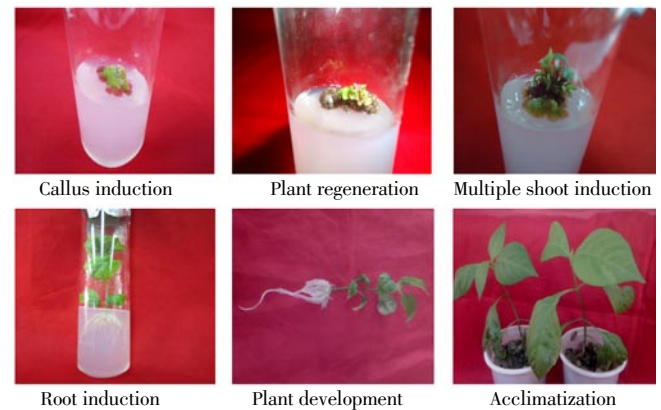 Callus induction
Plant regeneration
Multiple shoot induction
Root induction
Plant development
Acclimatization